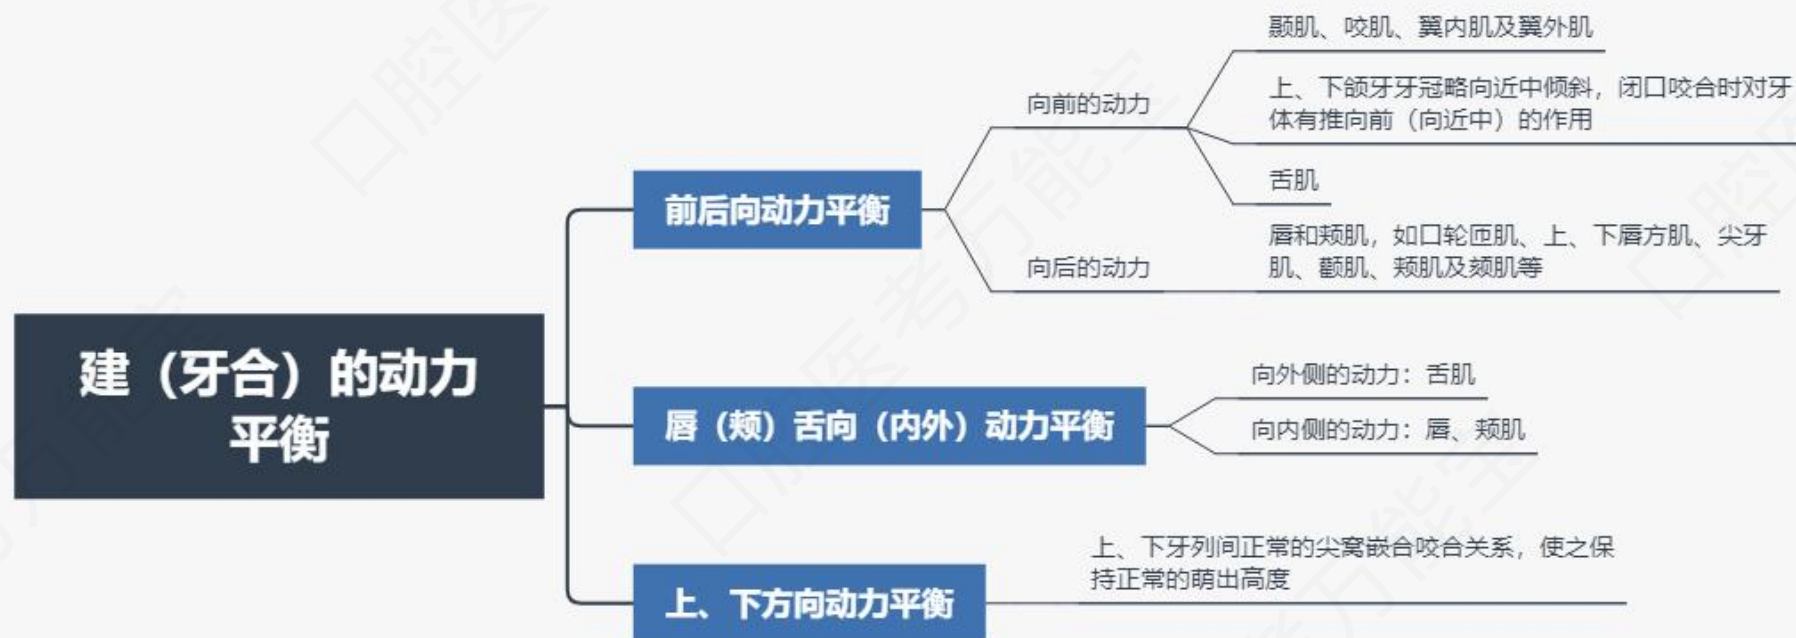 颞肌、咬肌、翼内肌及翼外肌
向前的动力
上、下颌牙牙冠略向近中倾斜，闭口咬合时对牙
体有推向前（向近中）的作用
舌肌
前后向动力平衡
向后的动力
唇和颊肌，如口轮匝肌、上、下唇方肌、尖牙
肌、颧肌、颊肌及颏肌等
建（牙合）的动力
平衡
唇（颊）舌向（内外）动力平衡
向外侧的动力：舌肌
向内侧的动力：唇、颊肌
上、下方向动力平衡
上、下牙列间正常的尖窝嵌合咬合关系，使之保
持正常的萌出高度
口腔医考万能宝